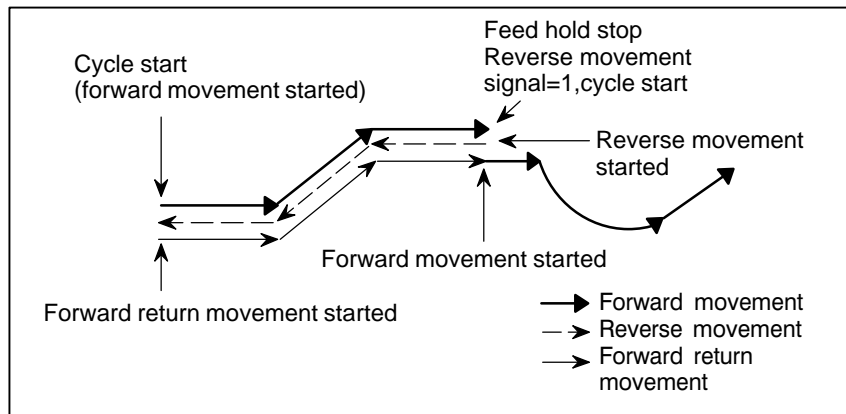 Cycle start
(forward movement started)
Feed hold stop
Reverse movement
signal=1,cycle start
Reverse movement
started
Forward movement started
Forward return movement started
Forward movement
Reverse movement
Forward return
movement